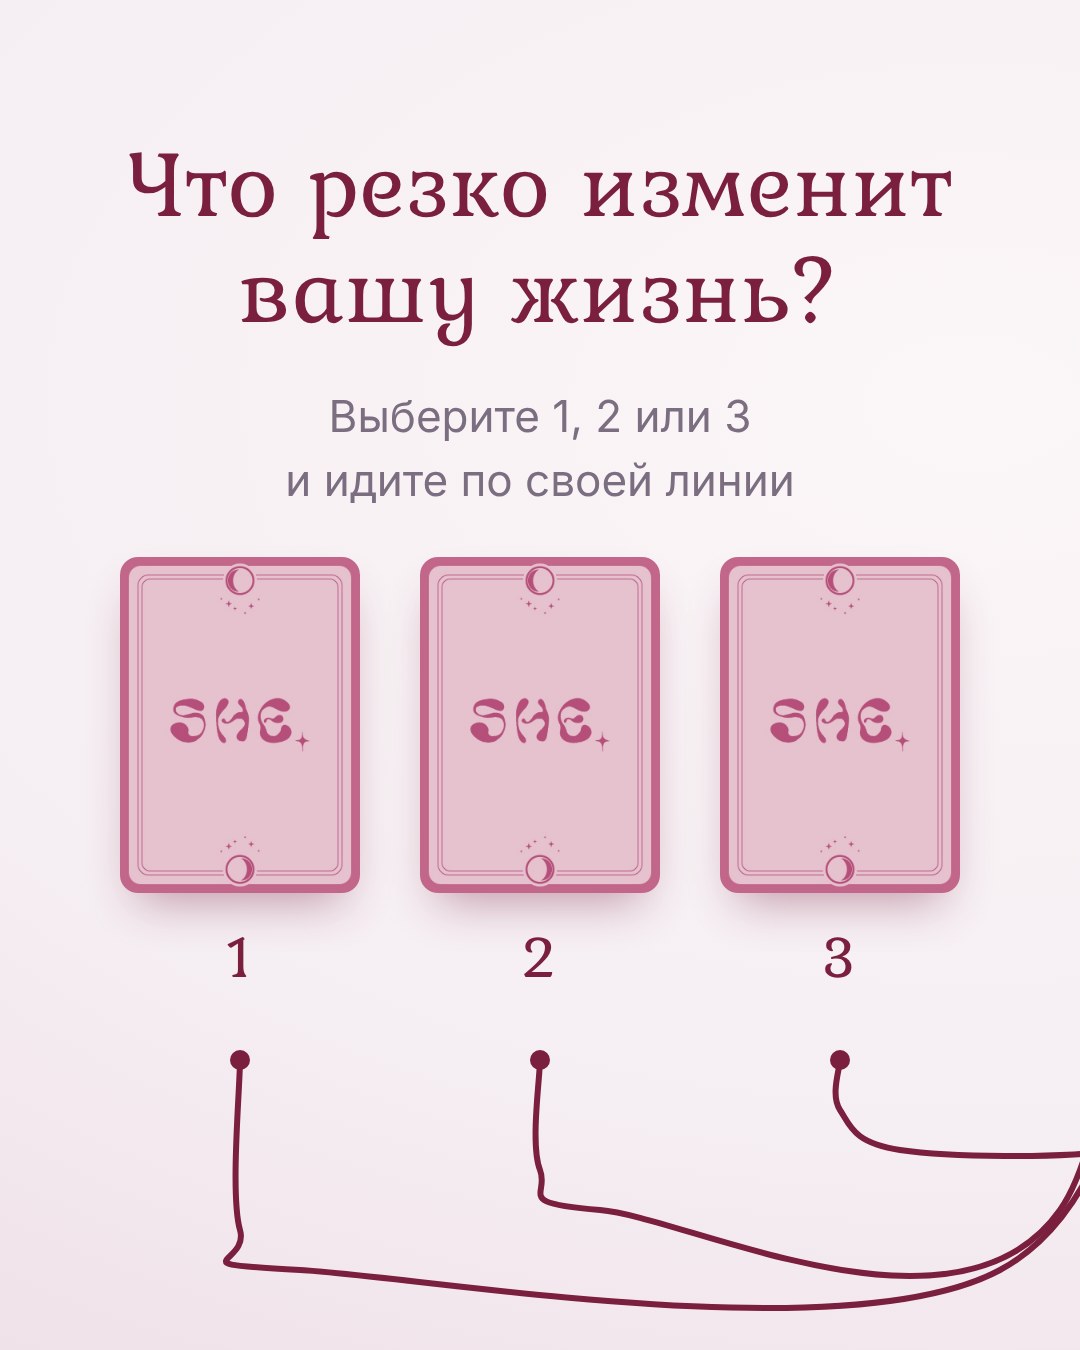 Что резко изменит
вашу жизнь?
Выберите 1, 2 или 3
и идите по своей линии
SHE SHE SHE
1 2 3